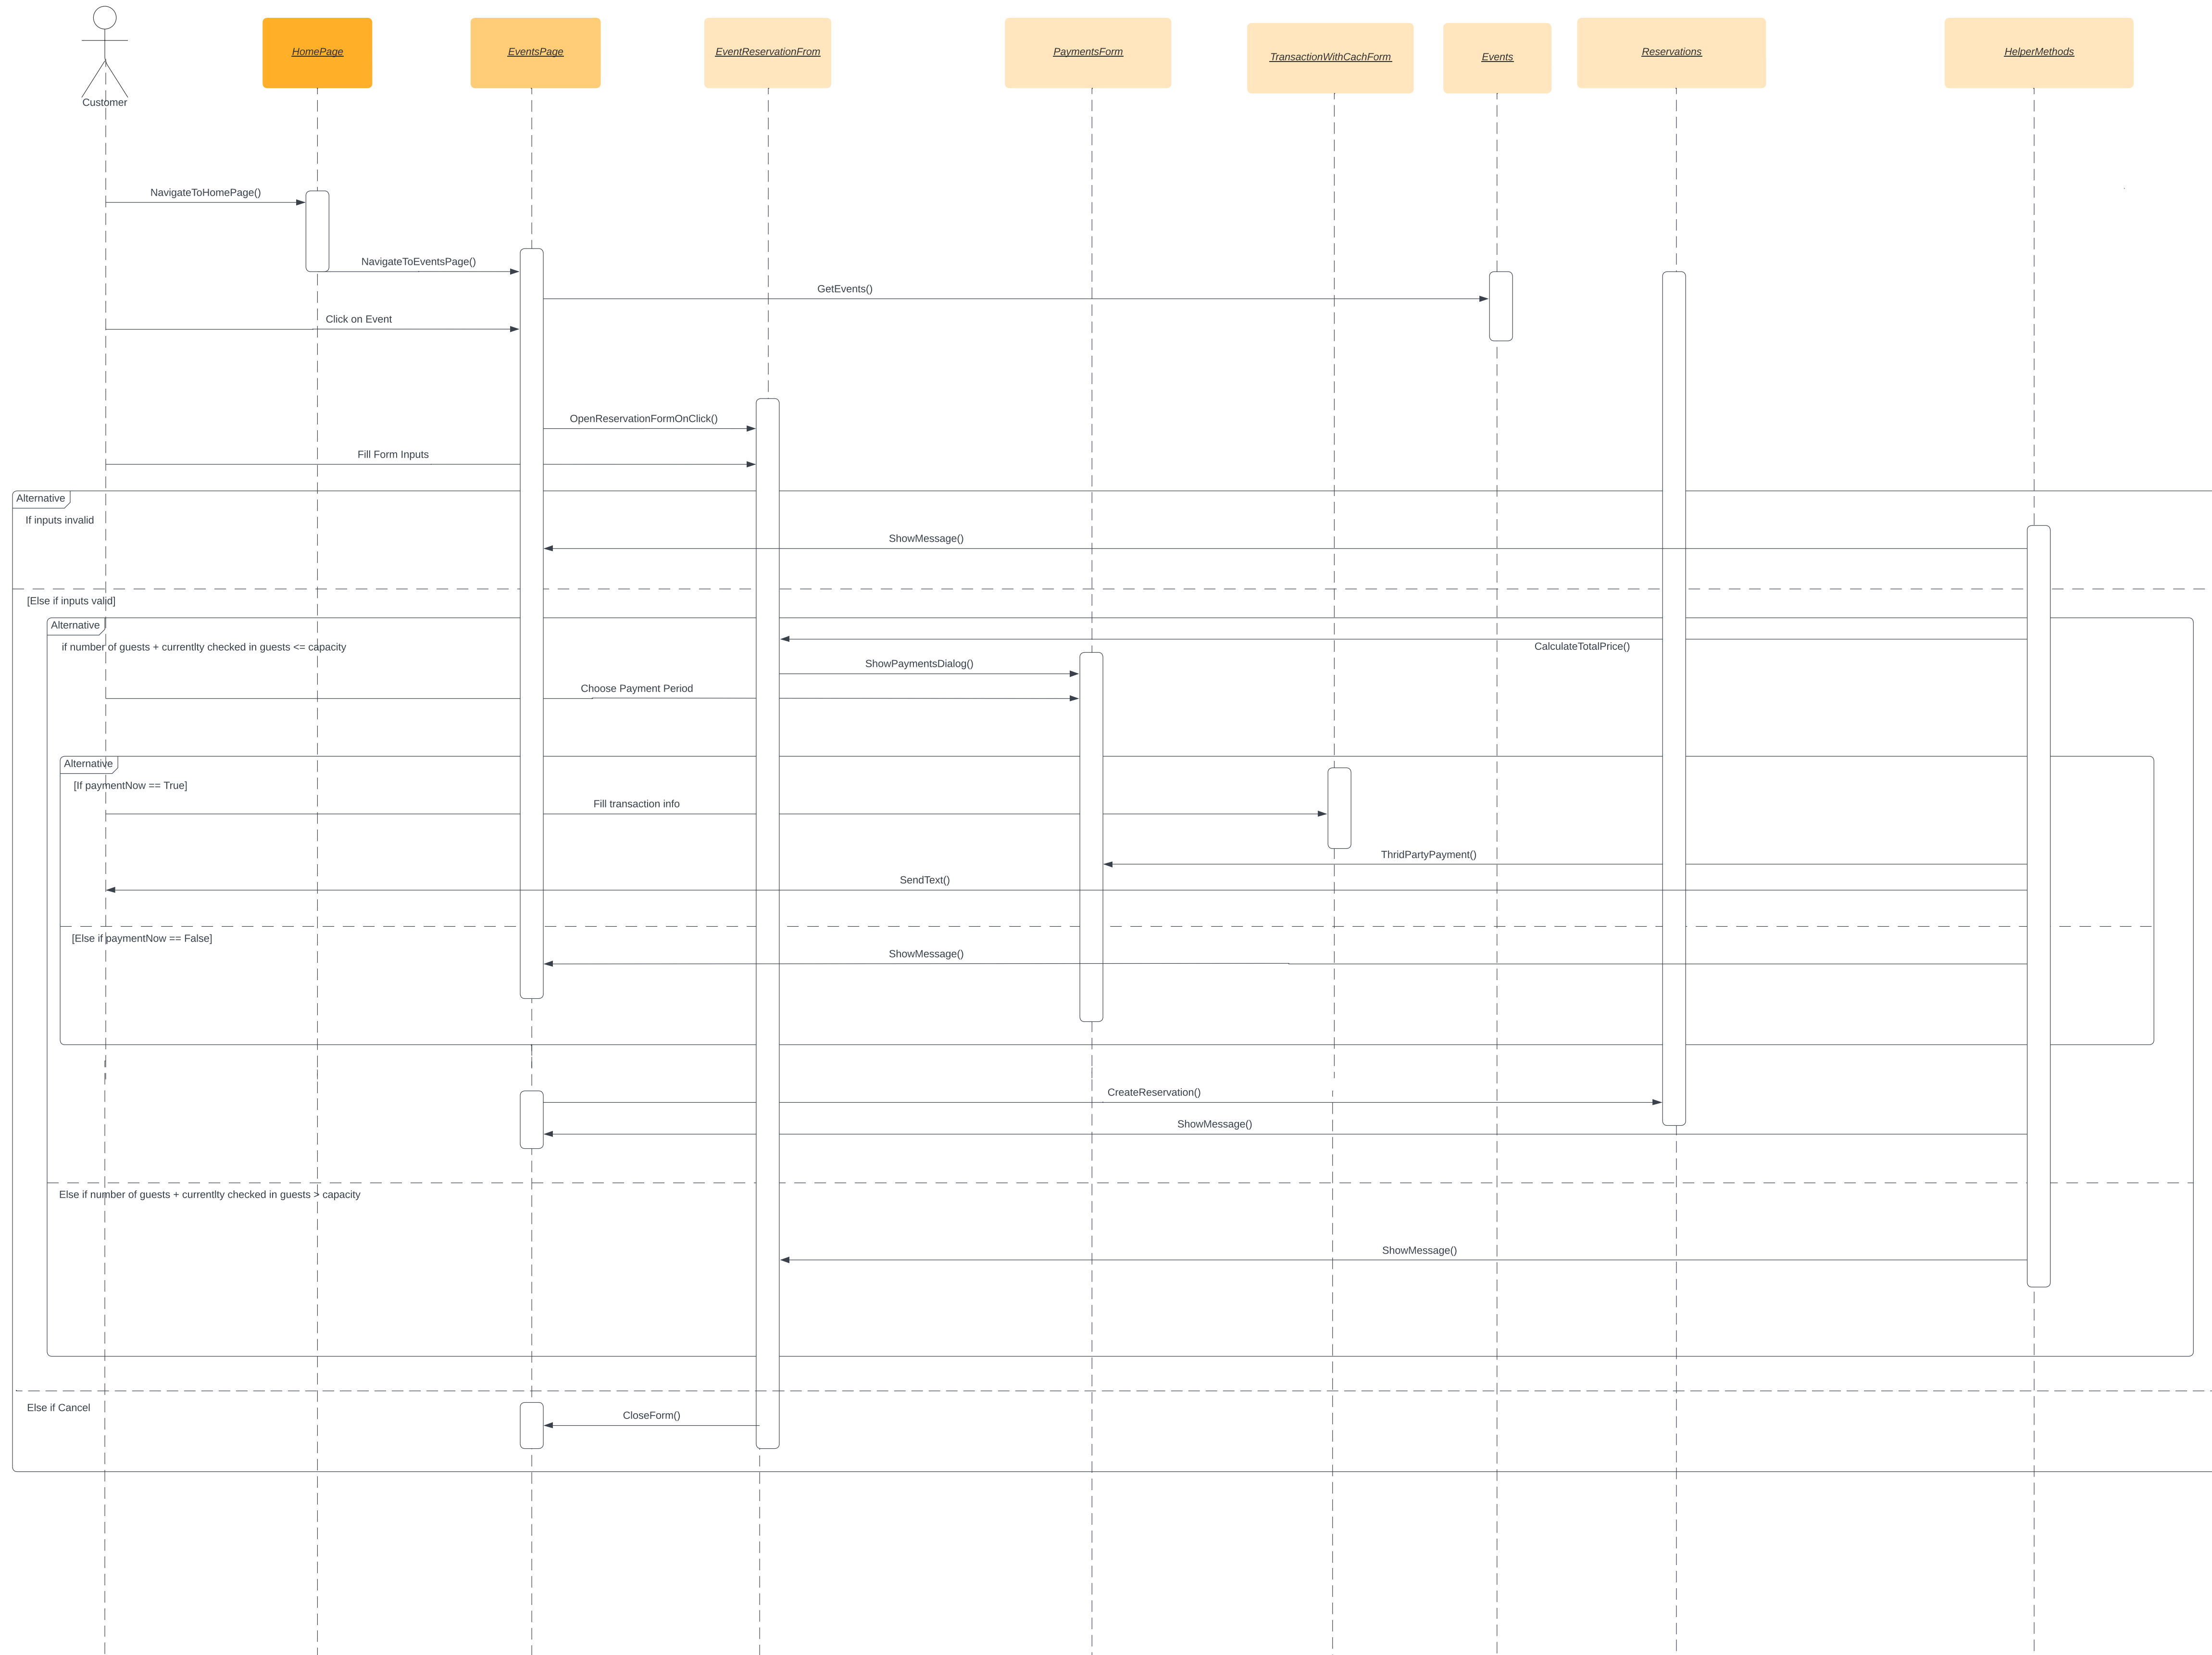 Customer
HomePage
EventsPage
EventReservationFrom
PaymentsForm
TransactionWithCachForm
Events
Reservations
HelperMethods
NavigateToHomePage()
NavigateToEventsPage()
GetEvents()
Click on Event
OpenReservationFormOnClick()
Fill Form Inputs
Alternative
If inputs invalid
ShowMessage()
[Else if inputs valid]
Alternative
if number of guests + currentlty checked in guests <= capacity
CalculateTotalPrice()
ShowPaymentsDialog()
Choose Payment Period
Alternative
[If paymentNow == True]
Fill transaction info
ThridPartyPayment()
SendText()
[Else if paymentNow == False]
ShowMessage()
CreateReservation()
ShowMessage()
Else if number of guests + currentlty checked in guests > capacity
ShowMessage()
Else if Cancel
CloseForm()